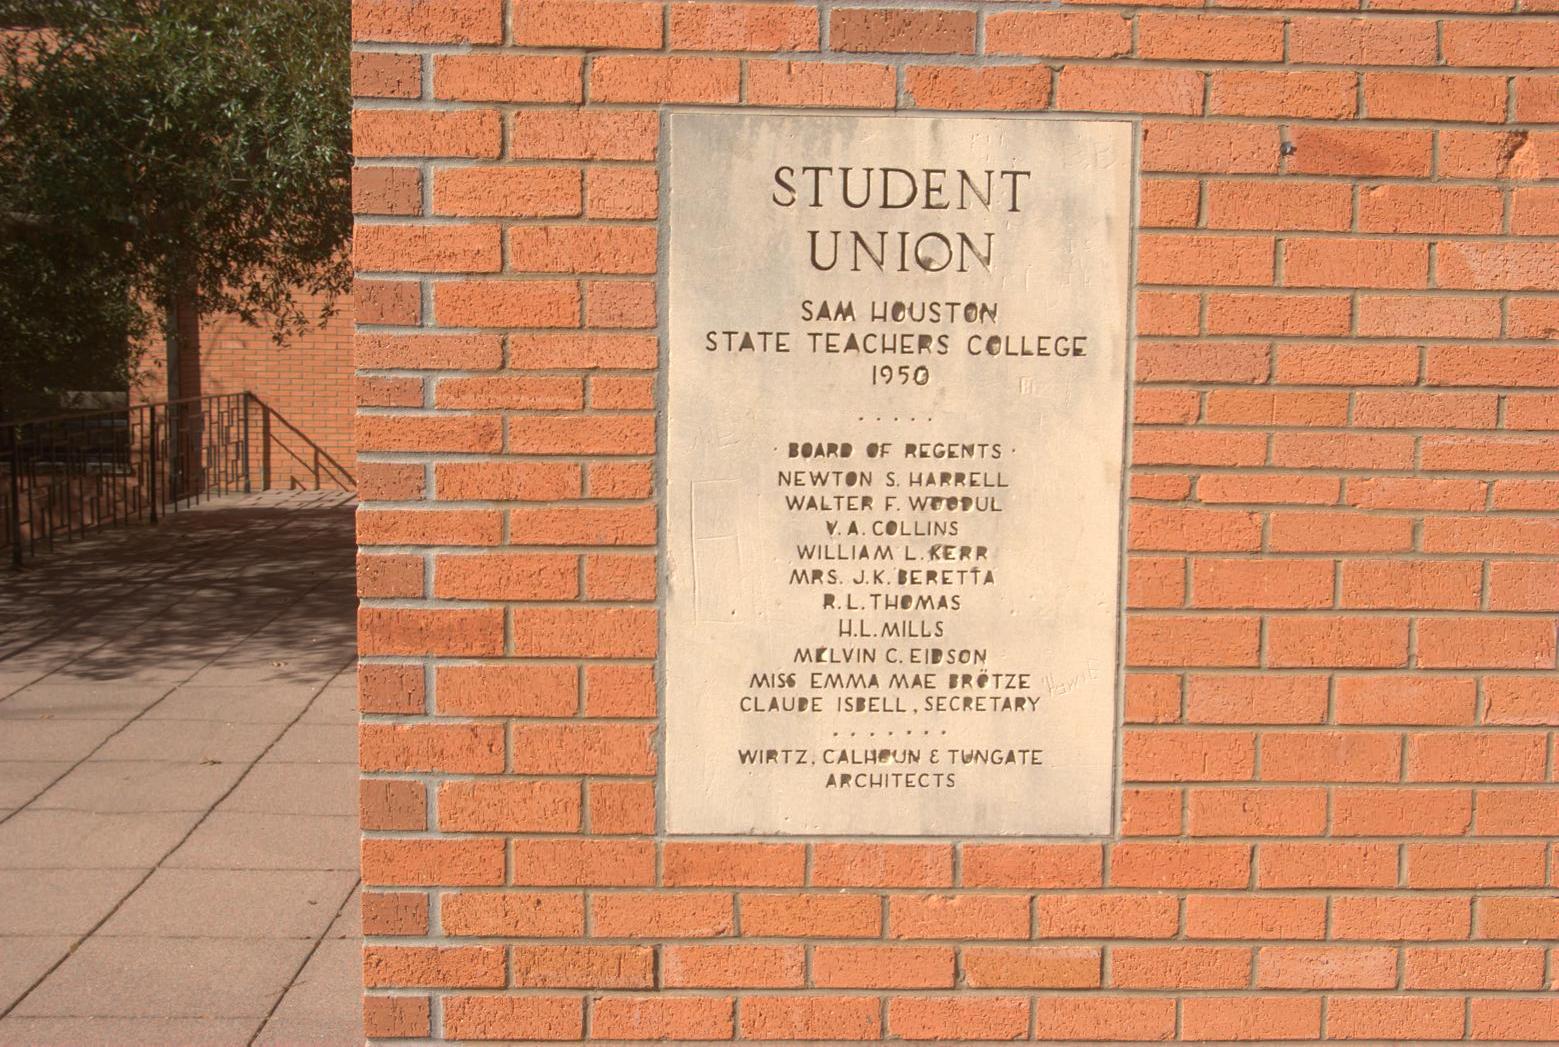 STUDENT
UNION
SAM HOUSTON
STATE TEACHERS COLLEGE
1950
· · · · ·
· BOARD OF REGENTS ·
NEWTON S. HARRELL
WALTER F. WOODUL
V. A. COLLINS
WILLIAM L. KERR
MRS. J. K. BERETTA
R. L. THOMAS
H. L. MILLS
MELVIN C. EIDSON
MISS EMMA MAE BRÖTZE
CLAUDE ISBELL, SECRETARY
· · · · · · ·
WIRTZ, CALHOUN & TUNGATE
ARCHITECTS